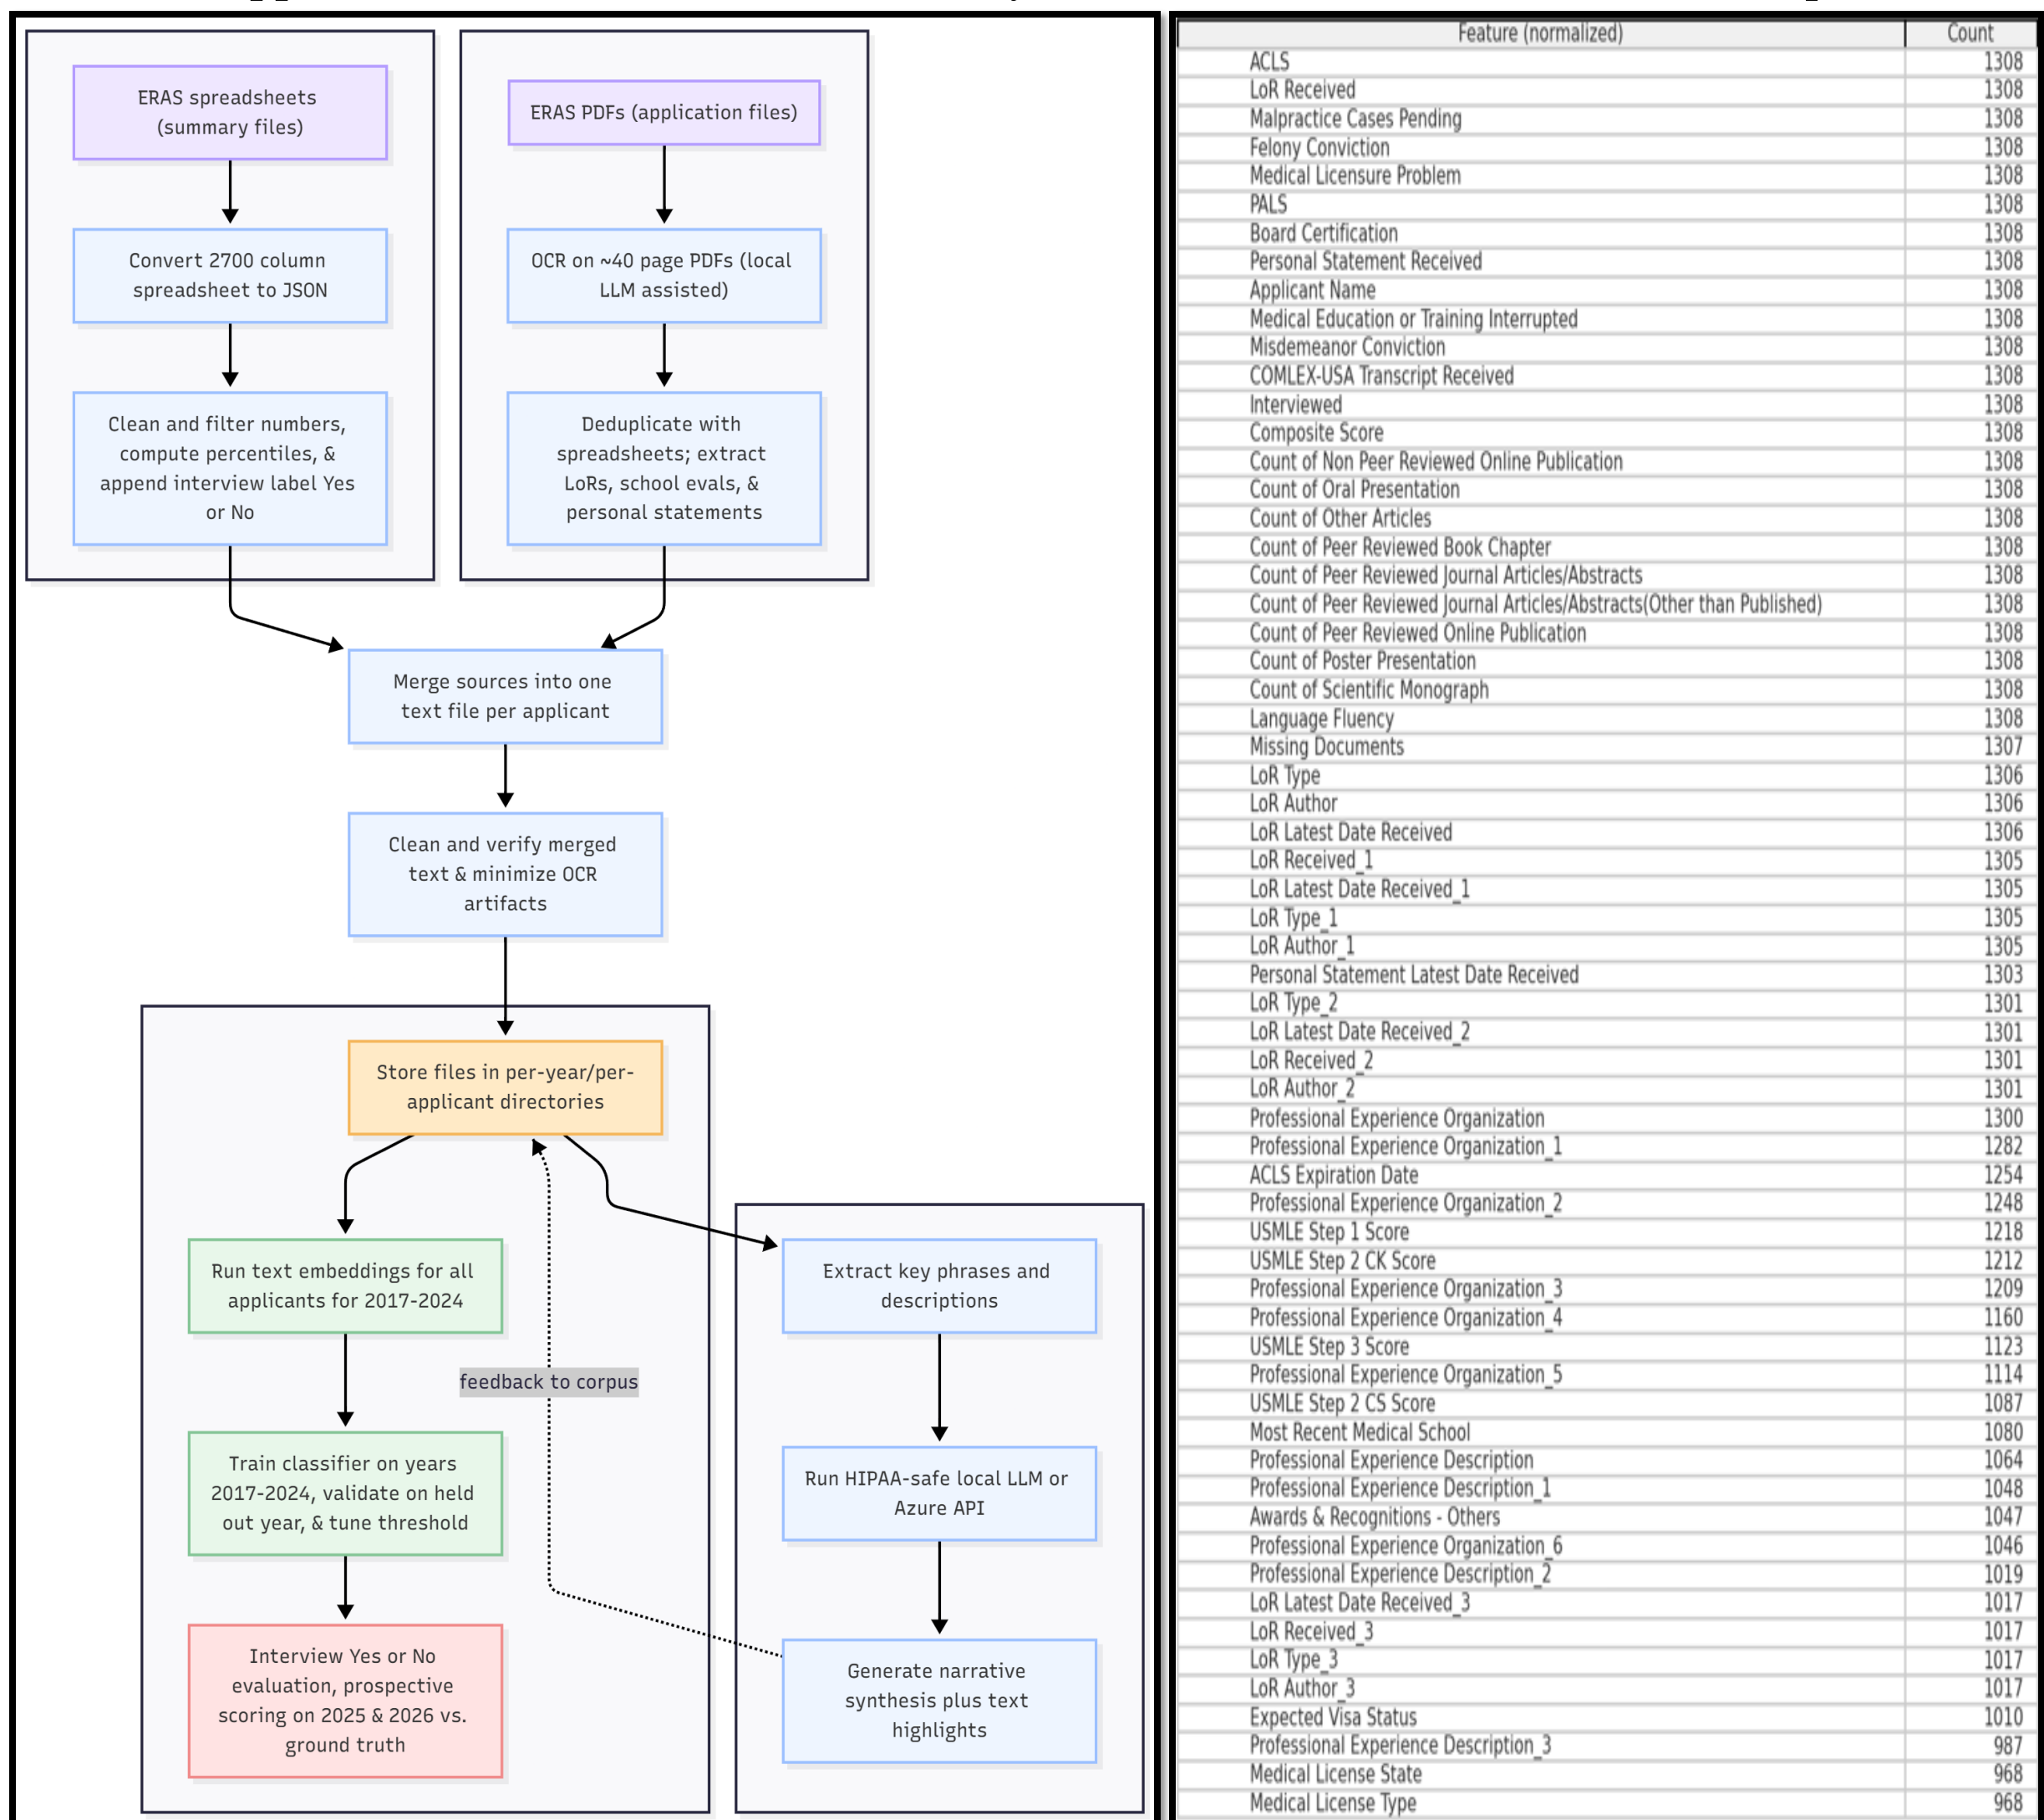 ERAS spreadsheets
(summary files)
Convert 2700 column
spreadsheet to JSON
Clean and filter numbers,
compute percentiles, &
append interview label Yes
or No
ERAS PDFs (application files)
OCR on ~40 page PDFs (local
LLM assisted)
Deduplicate with
spreadsheets; extract
LoRs, school evals, &
personal statements
Merge sources into one
text file per applicant
Clean and verify merged
text & minimize OCR
artifacts
Store files in per-year/per-
applicant directories
Run text embeddings for all
applicants for 2017-2024
Train classifier on years
2017-2024, validate on held
out year, & tune threshold
Interview Yes or No
evaluation, prospective
scoring on 2025 & 2026 vs.
ground truth
feedback to corpus
Extract key phrases and
descriptions
Run HIPAA-safe local LLM or
Azure API
Generate narrative
synthesis plus text
highlights
Feature (normalized) Count
ACLS 1308
LoR Received 1308
Malpractice Cases Pending 1308
Felony Conviction 1308
Medical Licensure Problem 1308
PALS 1308
Board Certification 1308
Personal Statement Received 1308
Applicant Name 1308
Medical Education or Training Interrupted 1308
Misdemeanor Conviction 1308
COMLEX-USA Transcript Received 1308
Interviewed 1308
Composite Score 1308
Count of Non Peer Reviewed Online Publication 1308
Count of Oral Presentation 1308
Count of Other Articles 1308
Count of Peer Reviewed Book Chapter 1308
Count of Peer Reviewed Journal Articles/Abstracts 1308
Count of Peer Reviewed Journal Articles/Abstracts(Other than Published) 1308
Count of Peer Reviewed Online Publication 1308
Count of Poster Presentation 1308
Count of Scientific Monograph 1308
Language Fluency 1308
Missing Documents 1307
LoR Type 1306
LoR Author 1306
LoR Latest Date Received 1306
LoR Received_1 1305
LoR Latest Date Received_1 1305
LoR Type_1 1305
LoR Author_1 1305
Personal Statement Latest Date Received 1303
LoR Type_2 1301
LoR Latest Date Received_2 1301
LoR Received_2 1301
LoR Author_2 1301
Professional Experience Organization 1300
Professional Experience Organization_1 1282
ACLS Expiration Date 1254
Professional Experience Organization_2 1248
USMLE Step 1 Score 1218
USMLE Step 2 CK Score 1212
Professional Experience Organization_3 1209
Professional Experience Organization_4 1160
USMLE Step 3 Score 1123
Professional Experience Organization_5 1114
USMLE Step 2 CS Score 1087
Most Recent Medical School 1080
Professional Experience Description 1064
Professional Experience Description_1 1048
Awards & Recognitions - Others 1047
Professional Experience Organization_6 1046
Professional Experience Description_2 1019
LoR Latest Date Received_3 1017
LoR Received_3 1017
LoR Type_3 1017
LoR Author_3 1017
Expected Visa Status 1010
Professional Experience Description_3 987
Medical License State 968
Medical License Type 968